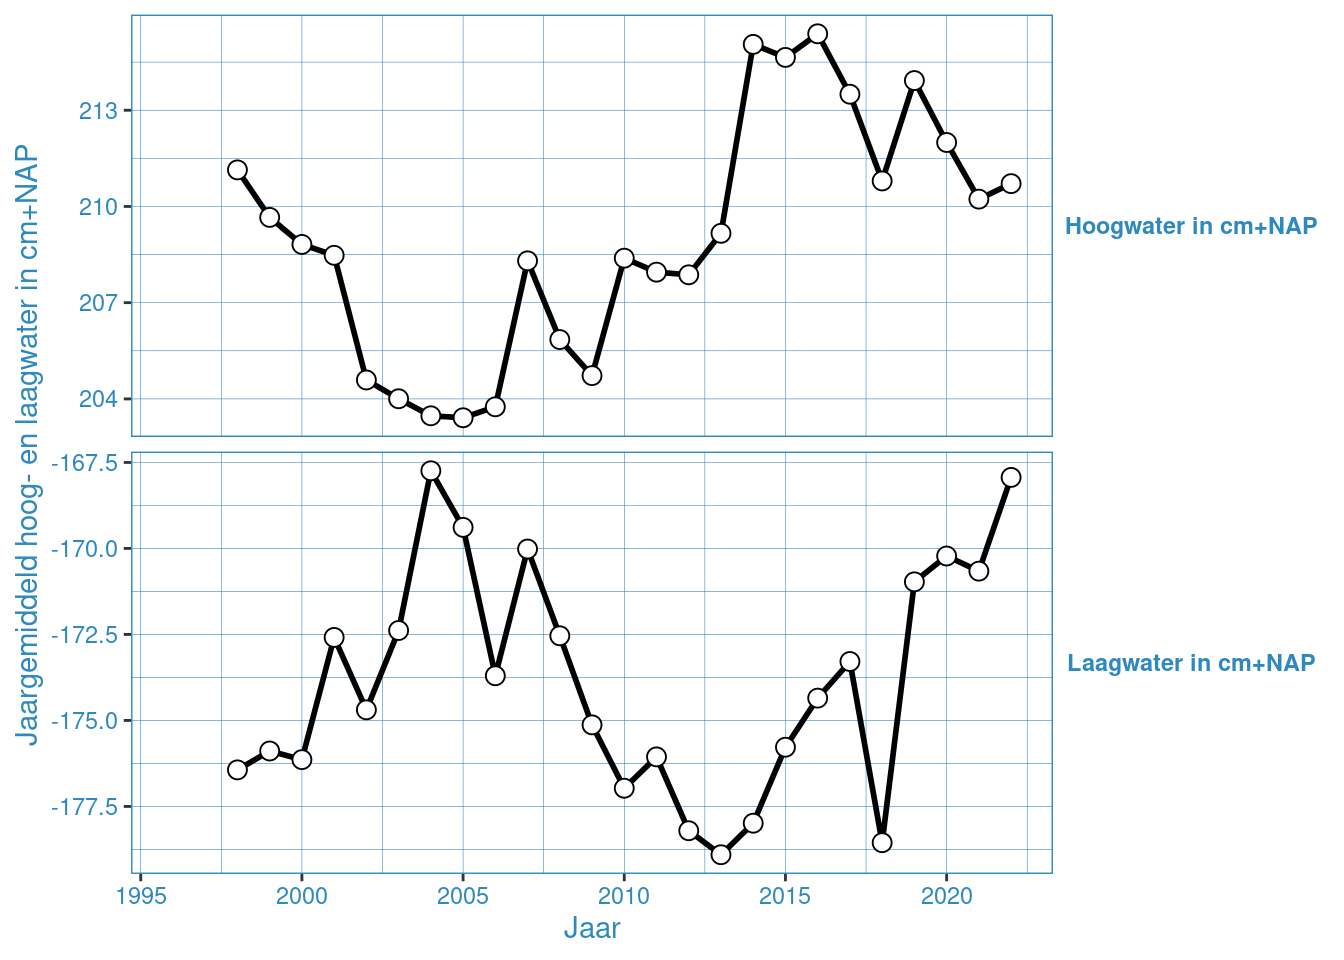 Jaargemiddeld hoog- en laagwater in cm+NAP
213
210
207
204
Hoogwater in cm+NAP
-167.5
-170.0
-172.5
-175.0
-177.5
Laagwater in cm+NAP
1995 2000 2005 2010 2015 2020
Jaar